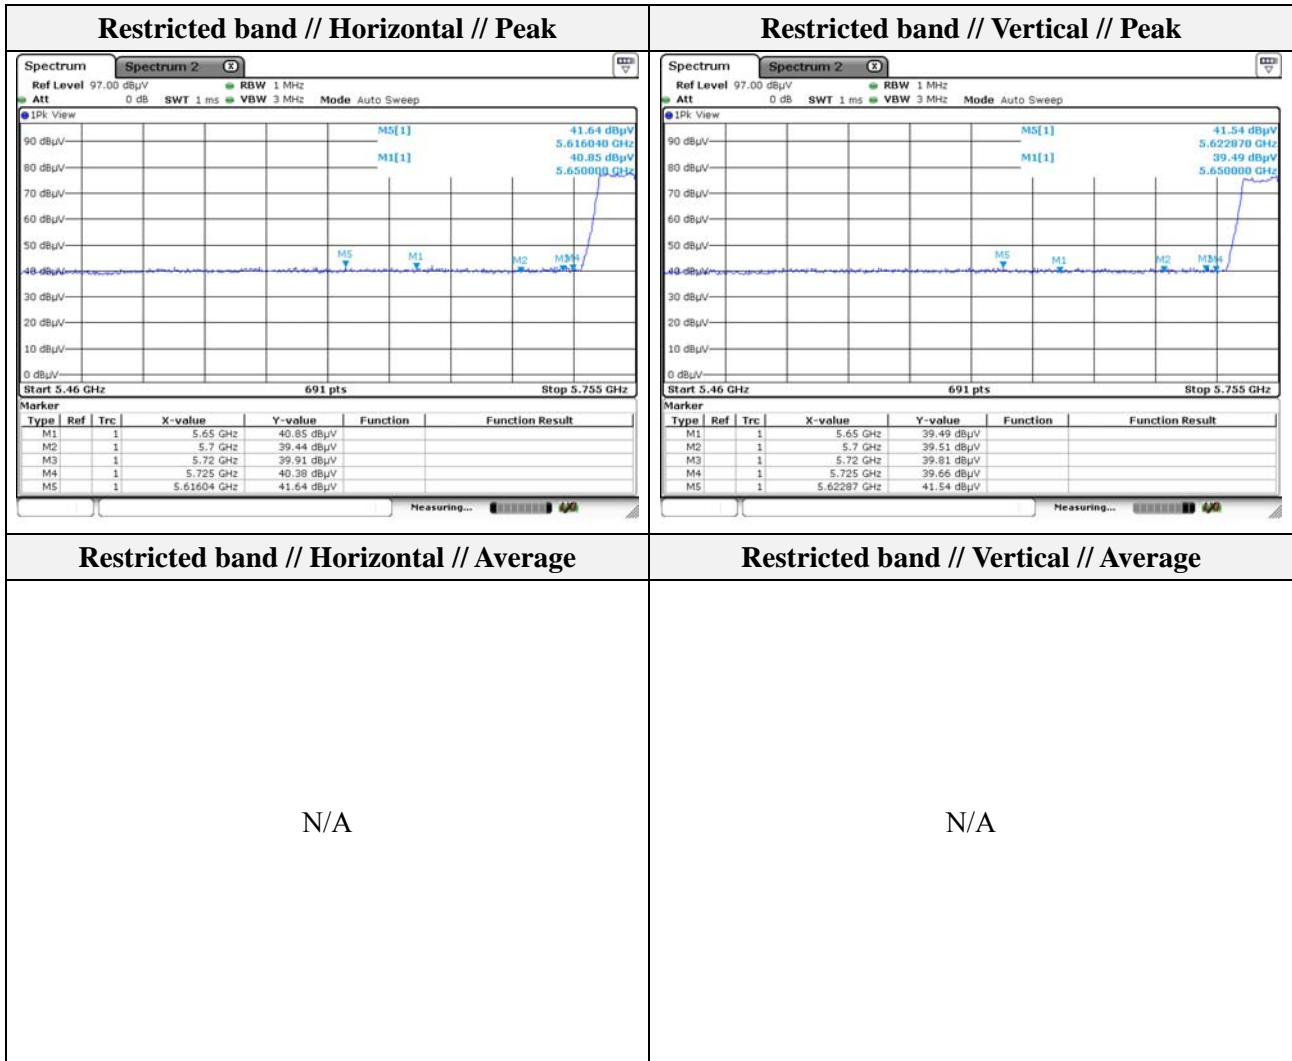 Restricted band // Horizontal // Peak
Spectrum Spectrum 2
Ref Level 97.00 dBµV RBW 1 MHz
Att 0 dB SWT 1 ms VBW 3 MHz Mode Auto Sweep
1Pk View
M5[1] 41.64 dBµV
5.616040 GHz
90 dBµV
M1[1] 40.85 dBµV
5.650000 GHz
80 dBµV
70 dBµV
60 dBµV
50 dBµV
M5 M1 M2 M3 M4
40 dBµV
30 dBµV
20 dBµV
10 dBµV
0 dBµV
Start 5.46 GHz 691 pts Stop 5.755 GHz
Marker
Type Ref Trc X-value Y-value Function Function Result
M1 1 5.65 GHz 40.85 dBµV
M2 1 5.7 GHz 39.44 dBµV
M3 1 5.72 GHz 39.91 dBµV
M4 1 5.725 GHz 40.38 dBµV
M5 1 5.61604 GHz 41.64 dBµV
Measuring...
Restricted band // Vertical // Peak
Spectrum Spectrum 2
Ref Level 97.00 dBµV RBW 1 MHz
Att 0 dB SWT 1 ms VBW 3 MHz Mode Auto Sweep
1Pk View
M5[1] 41.54 dBµV
5.622870 GHz
90 dBµV
M1[1] 39.49 dBµV
5.650000 GHz
80 dBµV
70 dBµV
60 dBµV
50 dBµV
M5 M1 M2 M3 M4
40 dBµV
30 dBµV
20 dBµV
10 dBµV
0 dBµV
Start 5.46 GHz 691 pts Stop 5.755 GHz
Marker
Type Ref Trc X-value Y-value Function Function Result
M1 1 5.65 GHz 39.49 dBµV
M2 1 5.7 GHz 39.51 dBµV
M3 1 5.72 GHz 39.81 dBµV
M4 1 5.725 GHz 39.66 dBµV
M5 1 5.62287 GHz 41.54 dBµV
Measuring...
Restricted band // Horizontal // Average
N/A
Restricted band // Vertical // Average
N/A